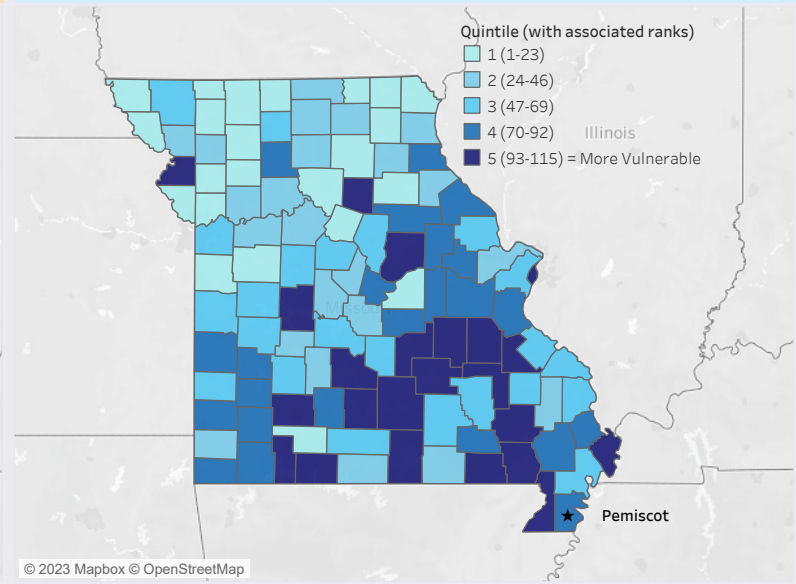 Quintile (with associated ranks)
1 (1-23)
2 (24-46)
3 (47-69)
4 (70-92)
5 (93-115) = More Vulnerable
Illinois
Missouri
Pemiscot
© 2023 Mapbox © OpenStreetMap